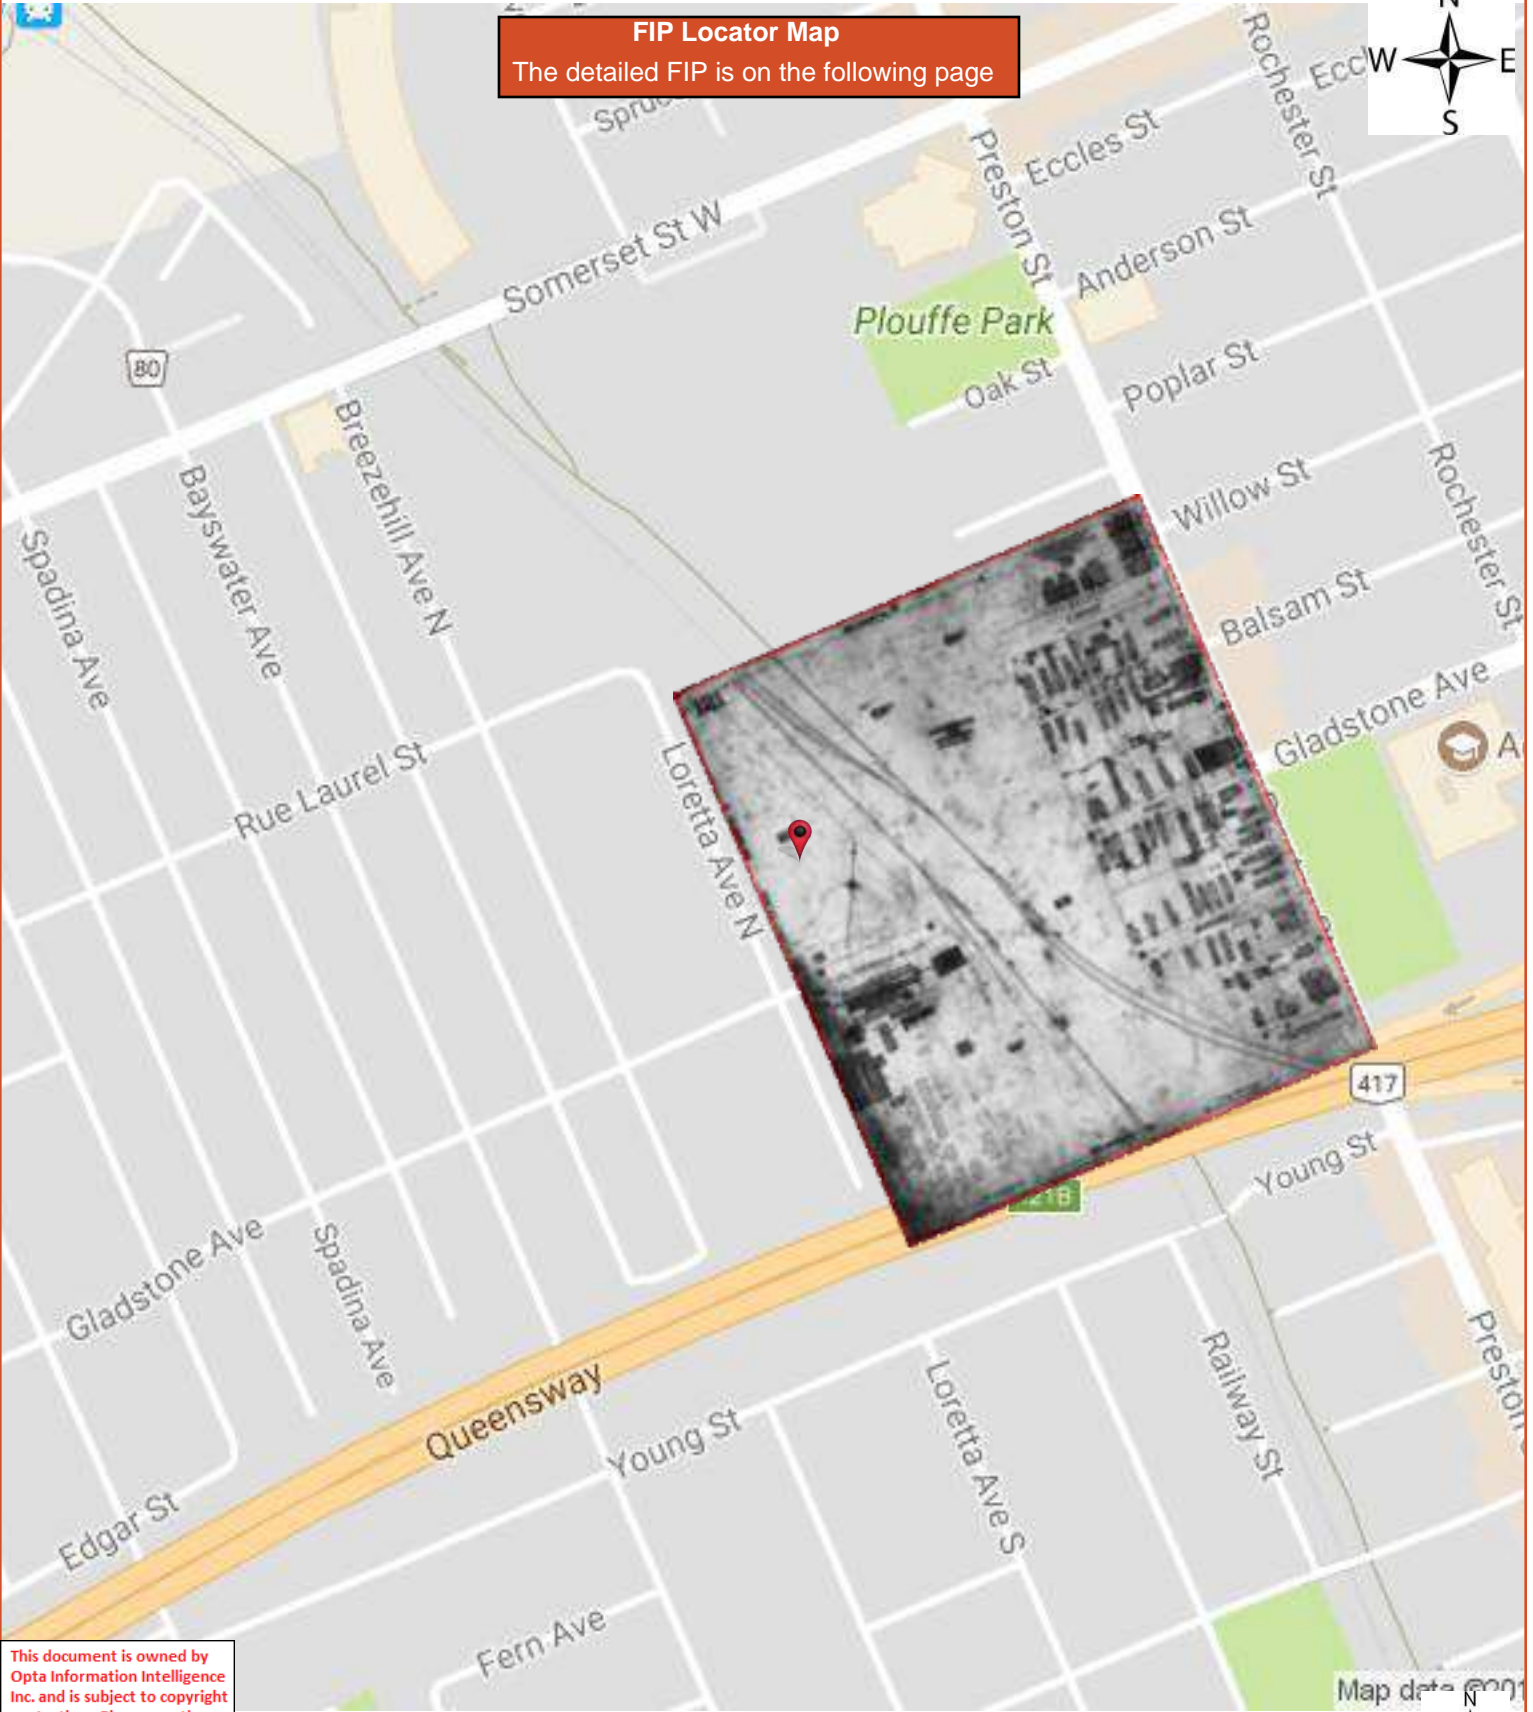 FIP Locator Map
The detailed FIP is on the following page
N
W
E
S
Rochester St
Preston St
Eccles St
Somerset St W
Anderson St
Plouffe Park
80
Oak St
Poplar St
Breezehill Ave N
Bayswater Ave
Willow St
Rochester St
Spadina Ave
Balsam St
Gladstone Ave
Rue Laurel St
Loretta Ave N
417
Young St
Gladstone Ave
Spadina Ave
Queensway
Preston
Railway St
Loretta Ave S
Young St
Edgar St
Fern Ave
This document is owned by
Opta Information Intelligence
Inc. and is subject to copyright
Map data ©201
N